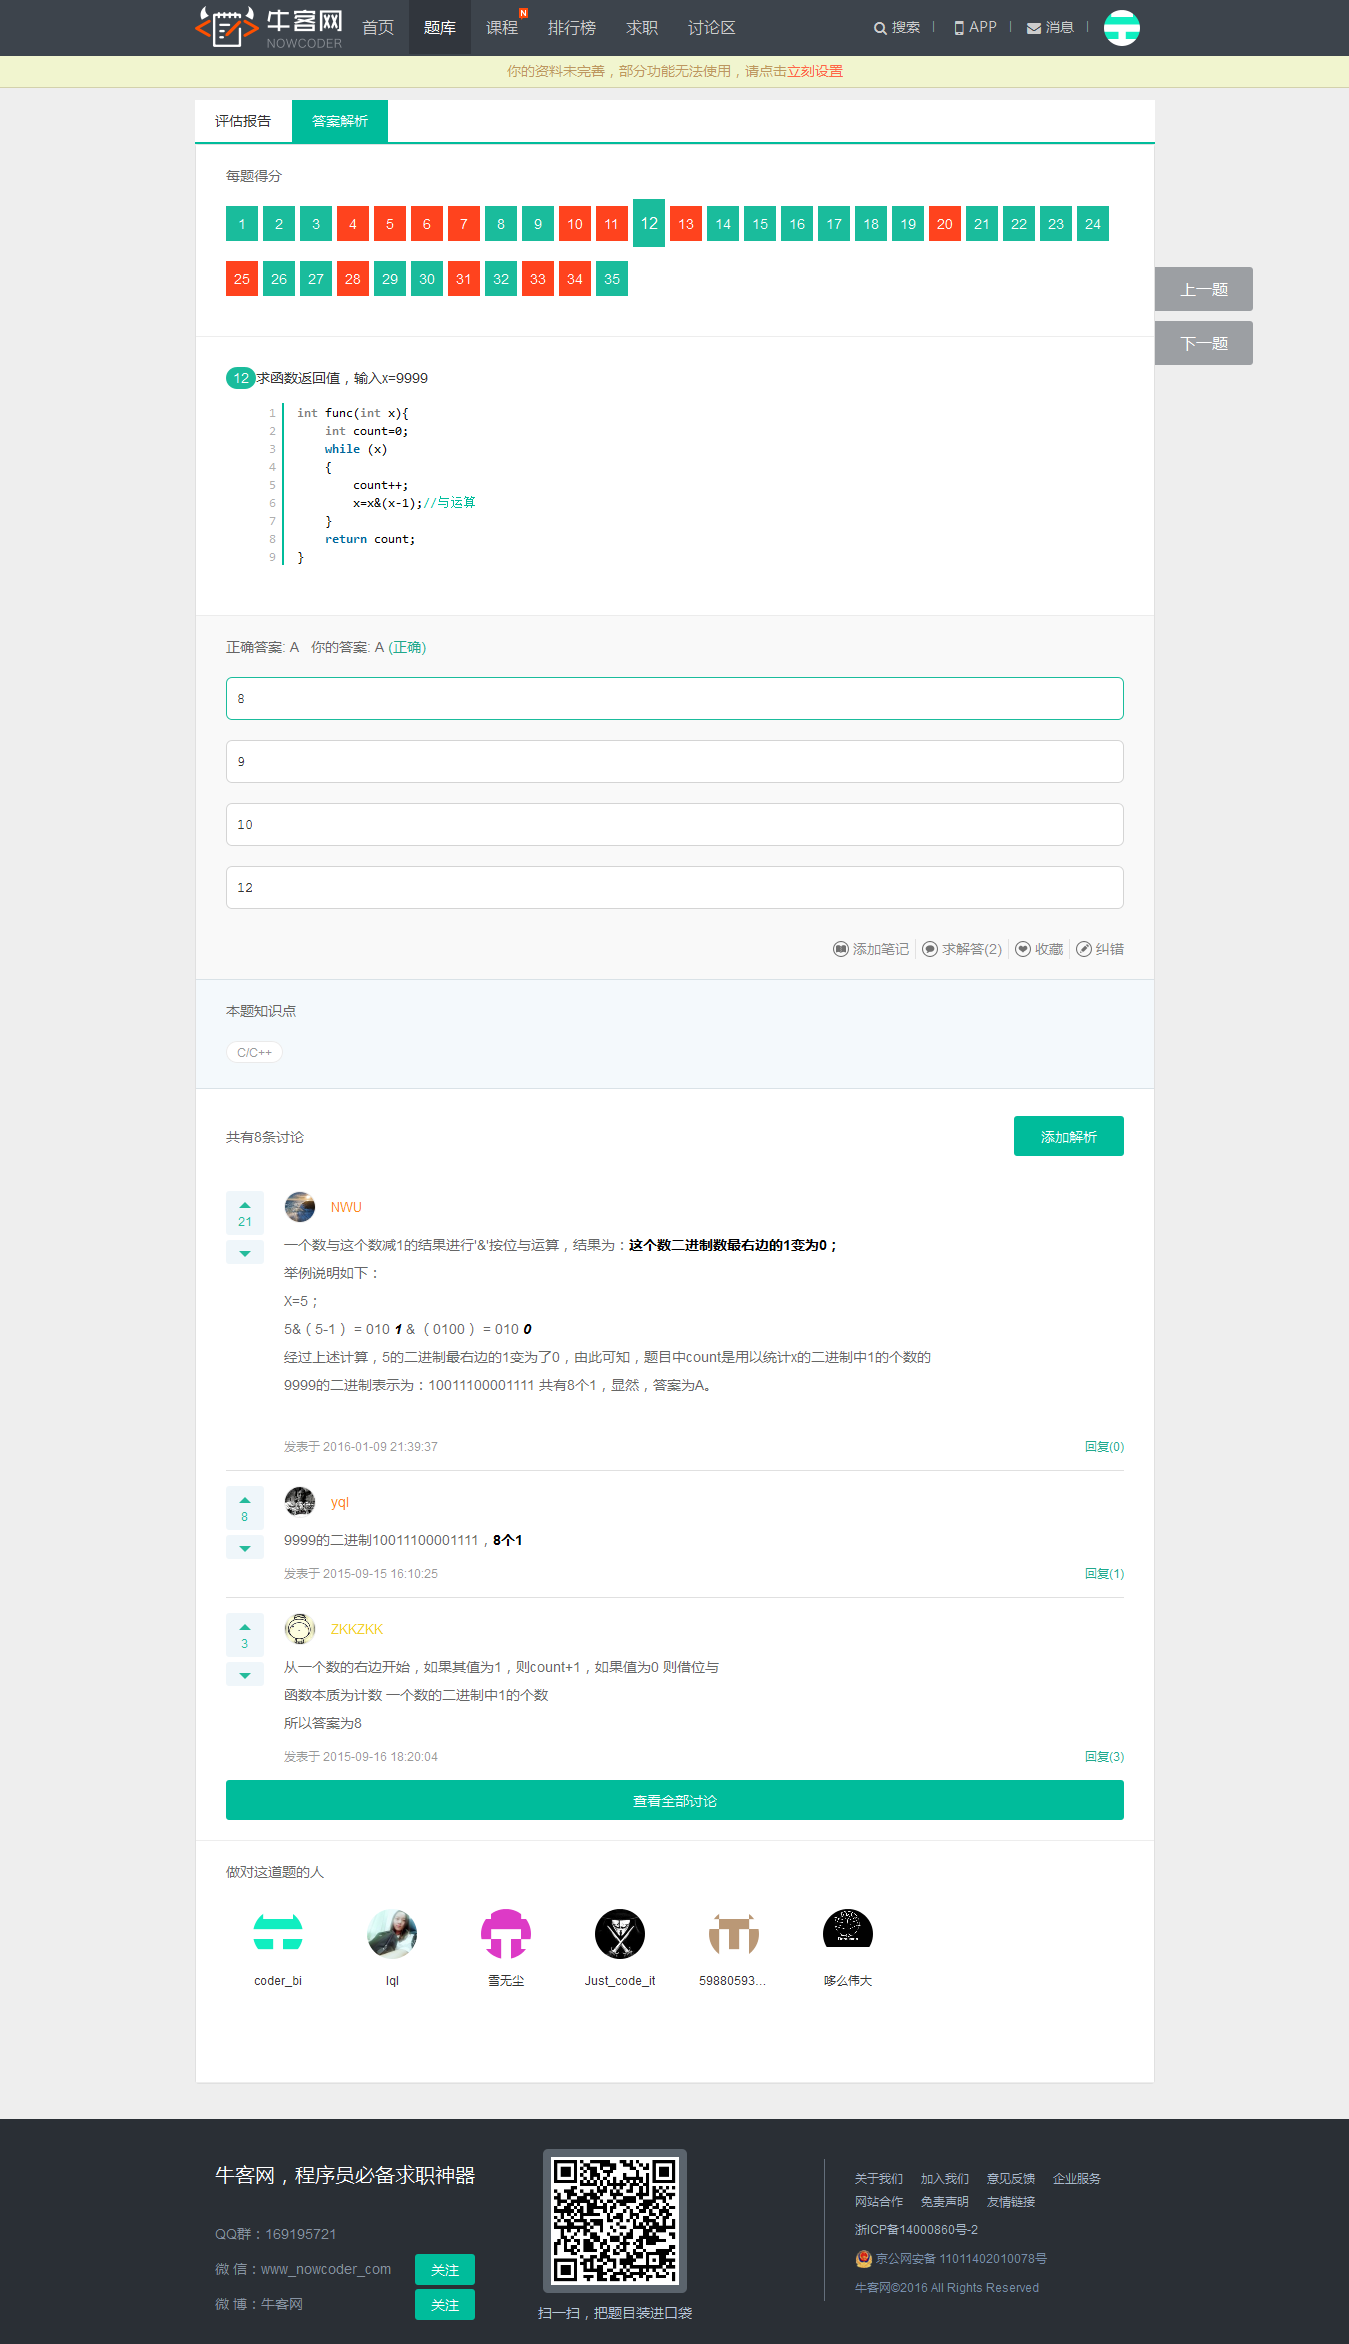 牛客网
NOWCODER
首页 题库 课程 N 排行榜 求职 讨论区 搜索 APP 消息
你的资料未完善，部分功能无法使用，请点击立刻设置
评估报告 答案解析
每题得分
1 2 3 4 5 6 7 8 9 10 11 12 13 14 15 16 17 18 19 20 21 22 23 24
25 26 27 28 29 30 31 32 33 34 35
上一题
下一题
12 求函数返回值，输入x=9999
1 int func(int x){
2 int count=0;
3 while (x)
4 {
5 count++;
6 x=x&(x-1);//与运算
7 }
8 return count;
9 }
正确答案: A 你的答案: A (正确)
8
9
10
12
添加笔记 求解答(2) 收藏 纠错
本题知识点
C/C++
共有8条讨论 添加解析
21
NWU
一个数与这个数减1的结果进行'&'按位与运算，结果为：这个数二进制数最右边的1变为0；
举例说明如下：
X=5；
5&（5-1）= 010 1 & （0100）= 010 0
经过上述计算，5的二进制最右边的1变为了0，由此可知，题目中count是用以统计x的二进制中1的个数的
9999的二进制表示为：10011100001111 共有8个1，显然，答案为A。
发表于 2016-01-09 21:39:37 回复(0)
8
yql
9999的二进制10011100001111，8个1
发表于 2015-09-15 16:10:25 回复(1)
3
ZKKZKK
从一个数的右边开始，如果其值为1，则count+1，如果值为0 则借位与
函数本质为计数 一个数的二进制中1的个数
所以答案为8
发表于 2015-09-16 18:20:04 回复(3)
查看全部讨论
做对这道题的人
coder_bi lql 雪无尘 Just_code_it 59880593... 哆么伟大
牛客网，程序员必备求职神器
QQ群：169195721
微 信：www_nowcoder_com 关注
微 博：牛客网 关注
扫一扫，把题目装进口袋
关于我们 加入我们 意见反馈 企业服务
网站合作 免责声明 友情链接
浙ICP备14000860号-2
京公网安备 11011402010078号
牛客网©2016 All Rights Reserved